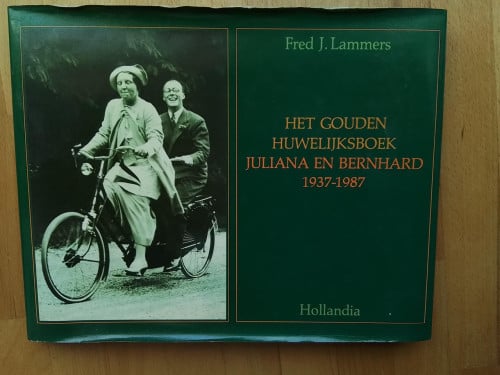 Fred J. Lammers
HET GOUDEN
HUWELIJKSBOEK
JULIANA EN BERNHARD
1937-1987
Hollandia